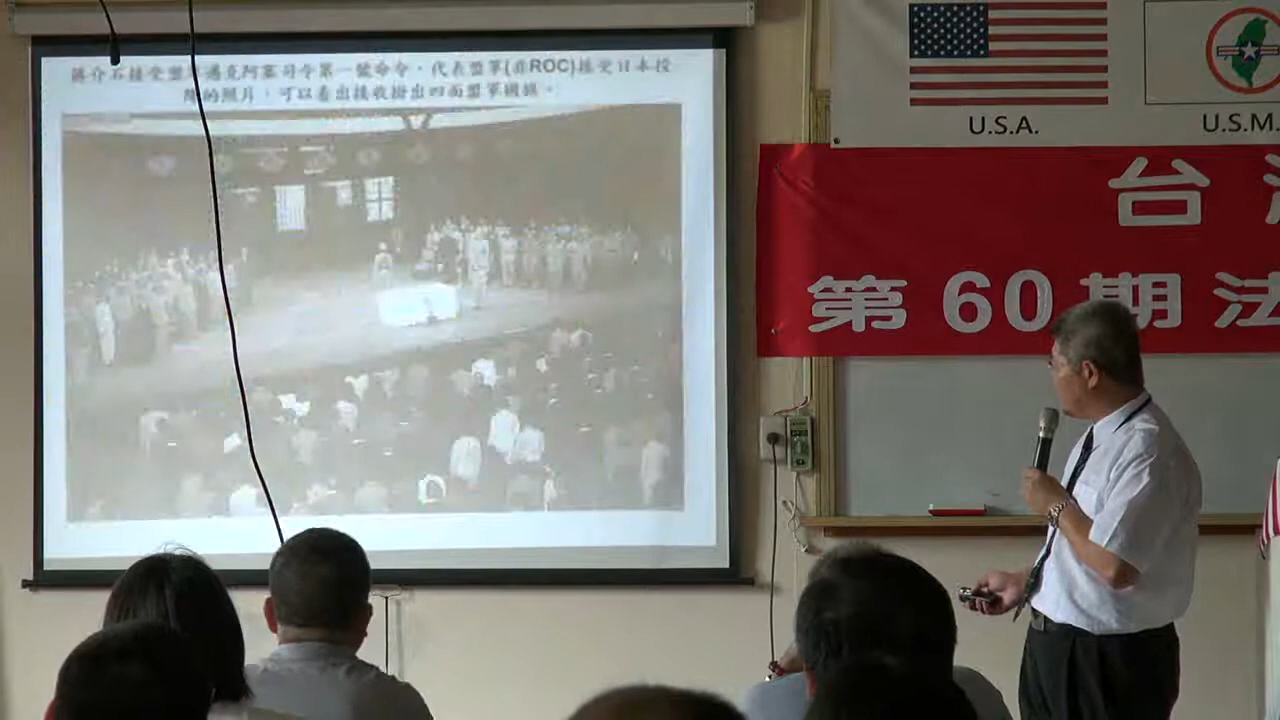 蔣介石接受盟軍麥克阿塞司令第一號命令，代表盟軍(非ROC)接受日本投
降的照片，可以看出接收掛出四面盟軍國旗。
U.S.A.
U.S.M.
台
第 60 期 法